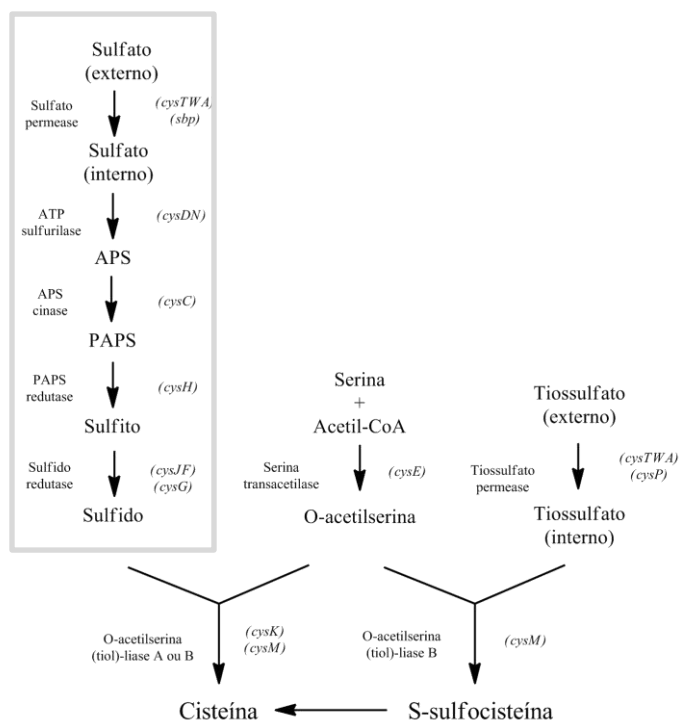 Sulfato
(externo)
Sulfato
permease
(cysTWA)
(sbp)
Sulfato
(interno)
ATP
sulfurilase
(cysDN)
APS
APS
cinase
(cysC)
PAPS
PAPS
redutase
(cysH)
Sulfito
Sulfido
redutase
(cysJF)
(cysG)
Sulfido
Serina
+
Acetil-CoA
Serina
transacetilase
(cysE)
O-acetilserina
Tiossulfato
(externo)
Tiossulfato
permease
(cysTWA)
(cysP)
Tiossulfato
(interno)
O-acetilserina
(tiol)-liase A ou B
(cysK)
(cysM)
O-acetilserina
(tiol)-liase B
(cysM)
Cisteína
S-sulfocisteína